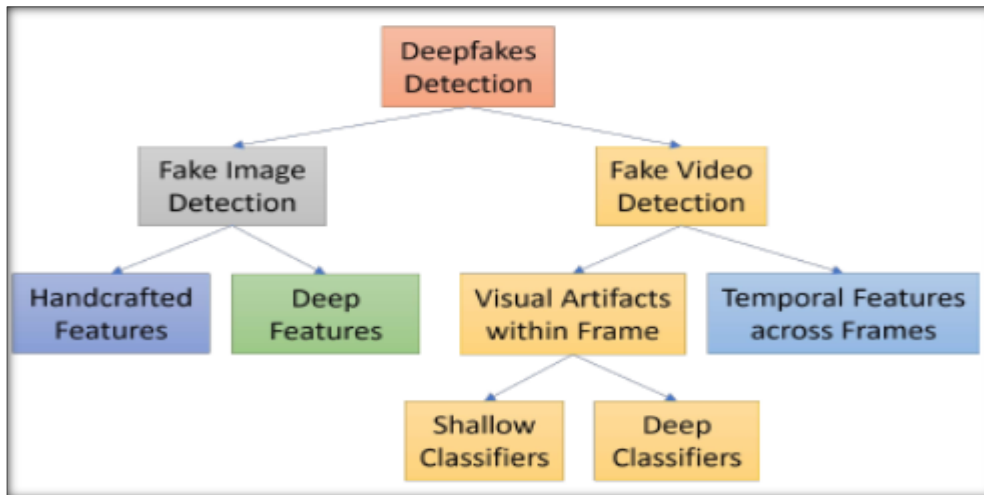 Deepfakes
Detection
Fake Image
Detection
Fake Video
Detection
Handcrafted
Features
Deep
Features
Visual Artifacts
within Frame
Temporal Features
across Frames
Shallow
Classifiers
Deep
Classifiers